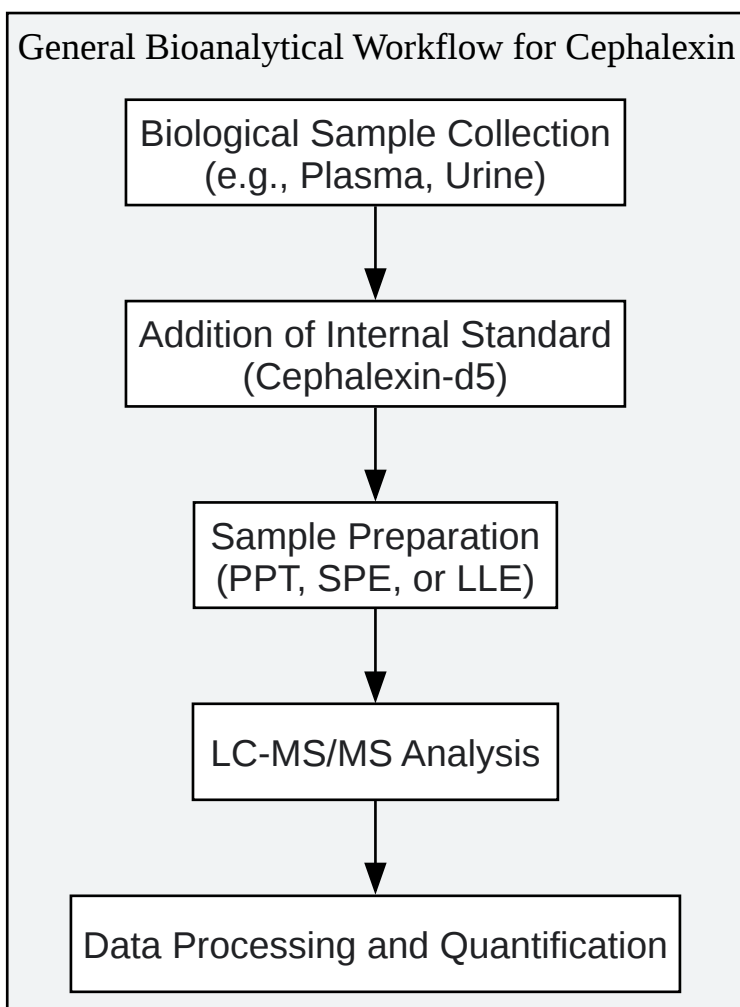 General Bioanalytical Workflow for Cephalexin
Biological Sample Collection
(e.g., Plasma, Urine)
Addition of Internal Standard
(Cephalexin-d5)
Sample Preparation
(PPT, SPE, or LLE)
LC-MS/MS Analysis
Data Processing and Quantification